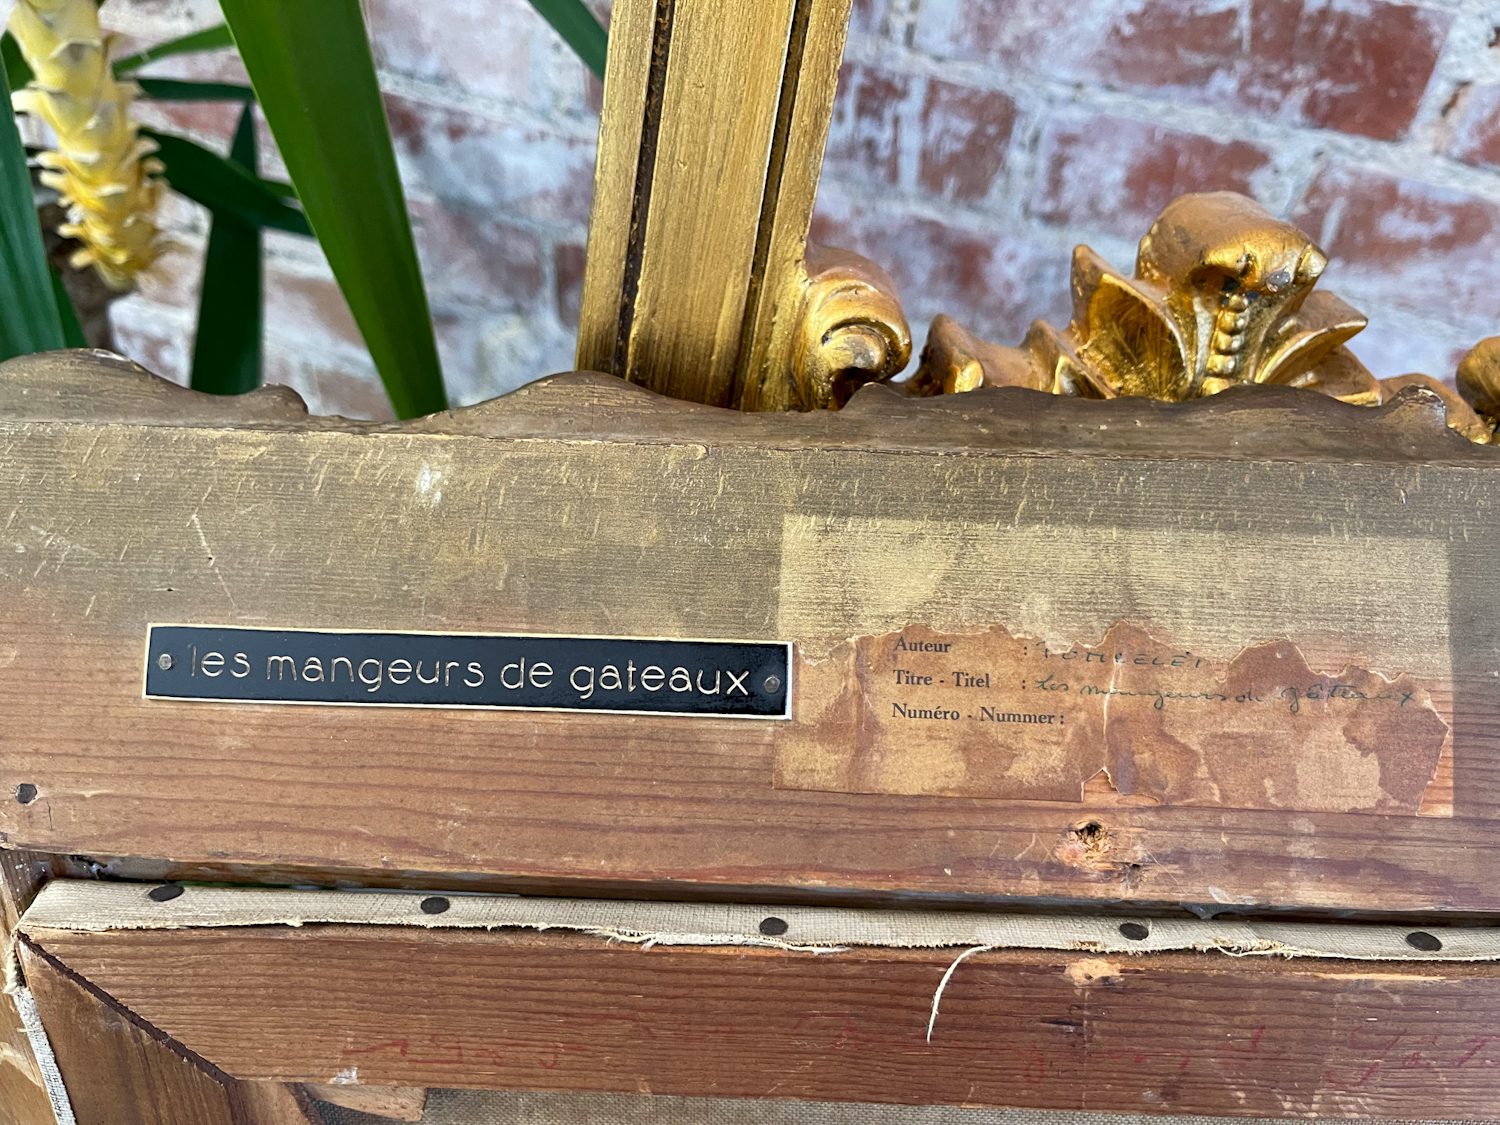 les mangeurs de gateaux
Auteur :
Titre - Titel : Les mangeurs de gâteaux
Numéro - Nummer :